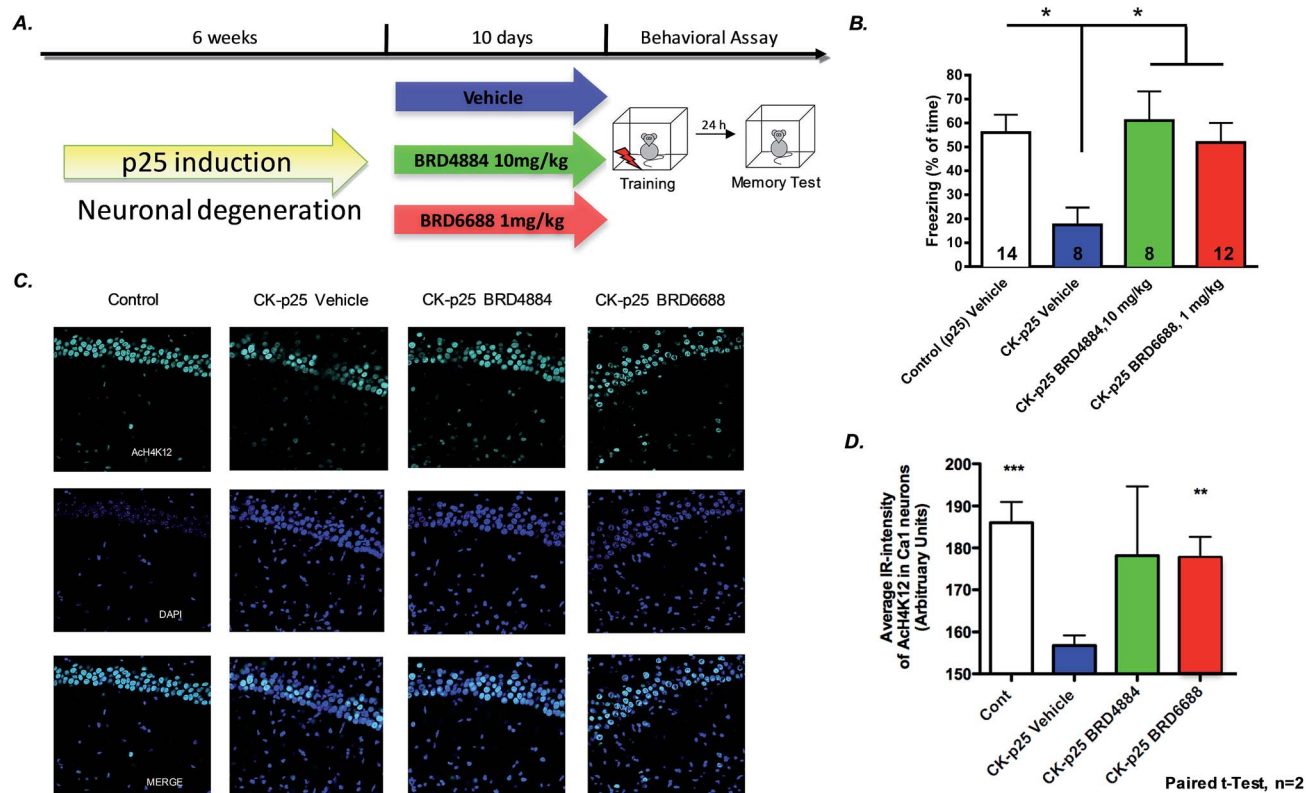 A.
6 weeks
10 days
Behavioral Assay
p25 induction
Neuronal degeneration
Vehicle
BRD4884 10mg/kg
BRD6688 1mg/kg
24 h
Training
Memory Test
B.
*
*
Freezing (% of time)
80
70
60
50
40
30
20
10
0
14
8
8
12
Control (p25) Vehicle
CK-p25 Vehicle
CK-p25 BRD4884,10 mg/kg
CK-p25 BRD6688, 1 mg/kg
C.
Control
CK-p25 Vehicle
CK-p25 BRD4884
CK-p25 BRD6688
AcH4K12
DAPI
MERGE
D.
Average IR-intensity
of AcH4K12 in Ca1 neurons
(Arbitruary Units)
200
190
180
170
160
150
***
**
Cont
CK-p25 Vehicle
CK-p25 BRD4884
CK-p25 BRD6688
Paired t-Test, n=2